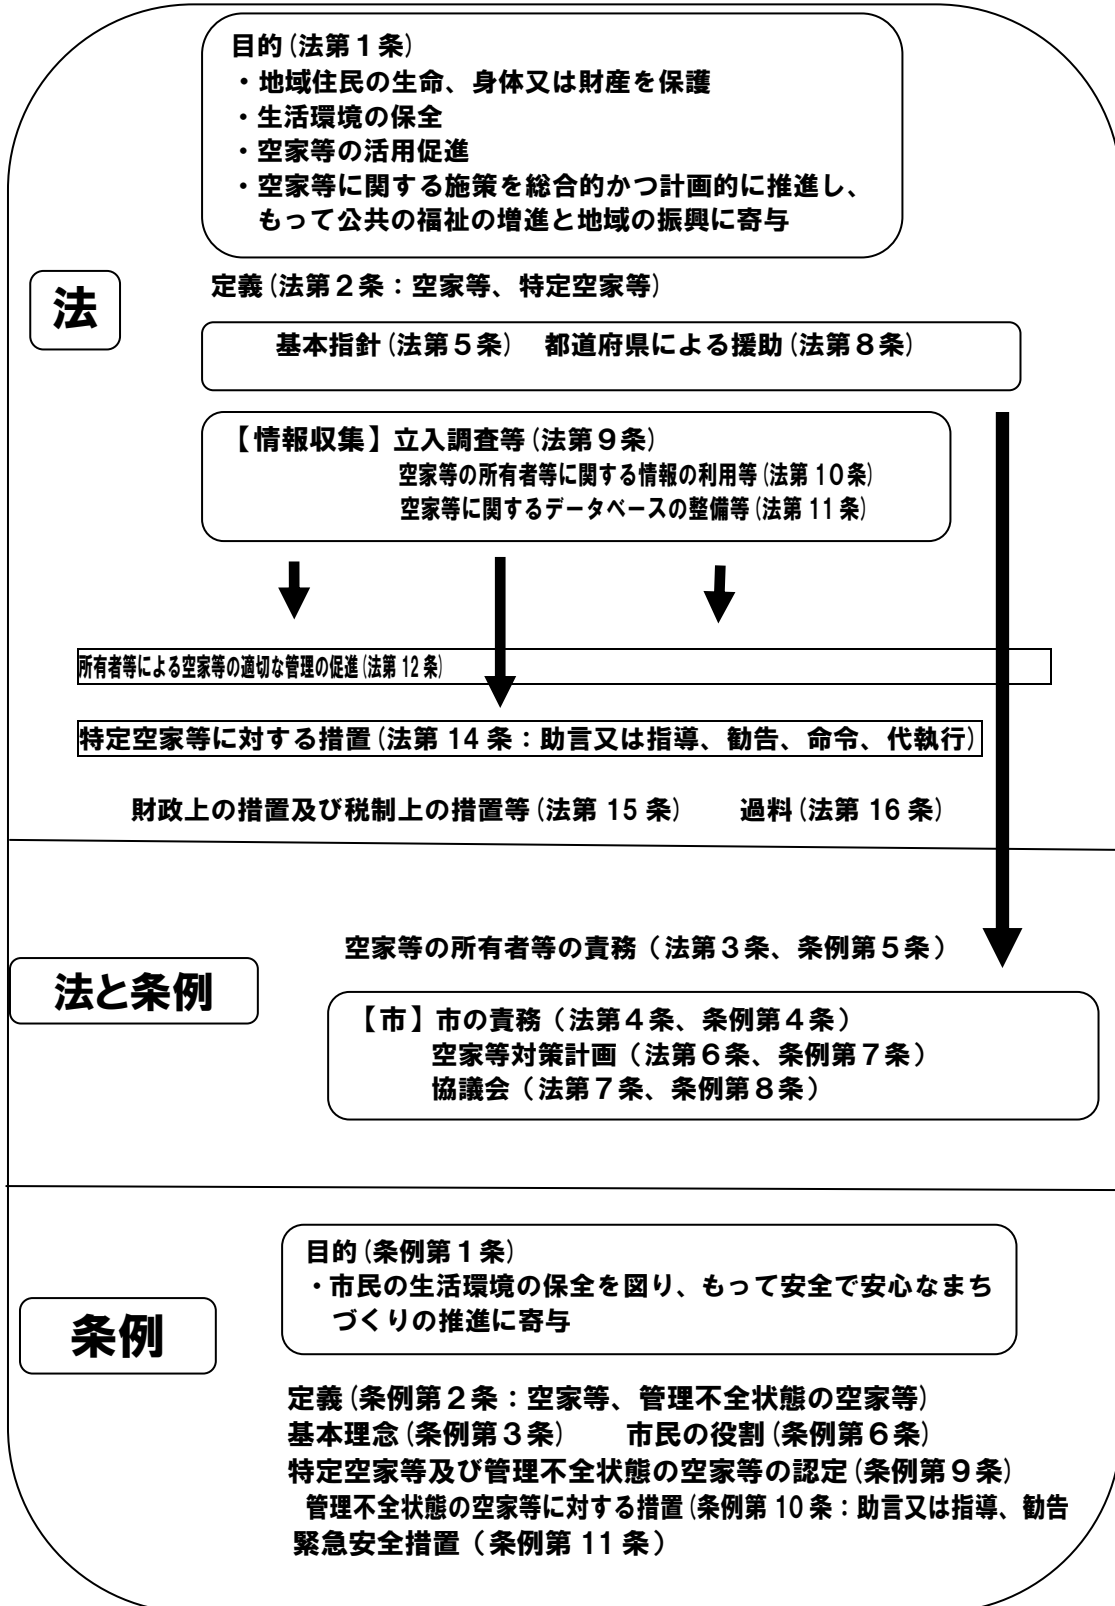 目的(法第1条)
・地域住民の生命、身体又は財産を保護
・生活環境の保全
・空家等の活用促進
・空家等に関する施策を総合的かつ計画的に推進し、
もって公共の福祉の増進と地域の振興に寄与
法
定義(法第2条:空家等、特定空家等)
基本指針(法第5条) 都道府県による援助(法第8条)
【情報収集】立入調査等(法第9条)
空家等の所有者等に関する情報の利用等(法第10条)
空家等に関するデータベースの整備等(法第11条)
所有者等による空家等の適切な管理の促進(法第12条)
特定空家等に対する措置(法第14条:助言又は指導、勧告、命令、代執行)
財政上の措置及び税制上の措置等(法第15条) 過料(法第16条)
空家等の所有者等の責務(法第3条、条例第5条)
法と条例
【市】市の責務(法第4条、条例第4条)
空家等対策計画(法第6条、条例第7条)
協議会(法第7条、条例第8条)
目的(条例第1条)
・市民の生活環境の保全を図り、もって安全で安心なまち
づくりの推進に寄与
条例
定義(条例第2条:空家等、管理不全状態の空家等)
基本理念(条例第3条) 市民の役割(条例第6条)
特定空家等及び管理不全状態の空家等の認定(条例第9条)
管理不全状態の空家等に対する措置(条例第10条:助言又は指導、勧告
緊急安全措置(条例第11条)